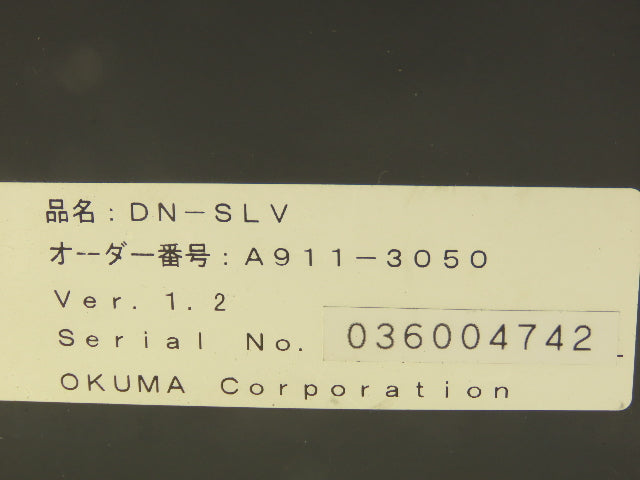 品名：DN－SLV
オーダー番号：A911－3050
Ver. 1. 2
Serial No. 036004742
OKUMA Corporation